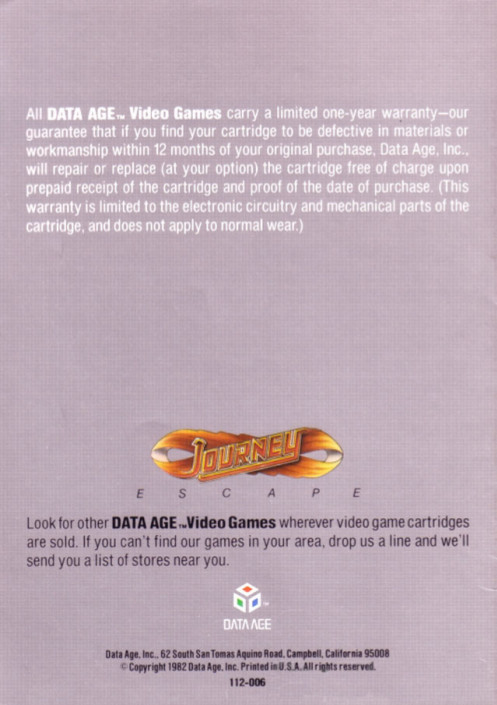 All DATA AGE™ Video Games carry a limited one-year warranty—our
guarantee that if you find your cartridge to be defective in materials or
workmanship within 12 months of your original purchase, Data Age, Inc.,
will repair or replace (at your option) the cartridge free of charge upon
prepaid receipt of the cartridge and proof of the date of purchase. (This
warranty is limited to the electronic circuitry and mechanical parts of the
cartridge, and does not apply to normal wear.)
JOURNEY
E S C A P E
Look for other DATA AGE™ Video Games wherever video game cartridges
are sold. If you can't find our games in your area, drop us a line and we'll
send you a list of stores near you.
DATA AGE
Data Age, Inc., 62 South San Tomas Aquino Road, Campbell, California 95008
© Copyright 1982 Data Age, Inc. Printed in U.S.A. All rights reserved.
112-006